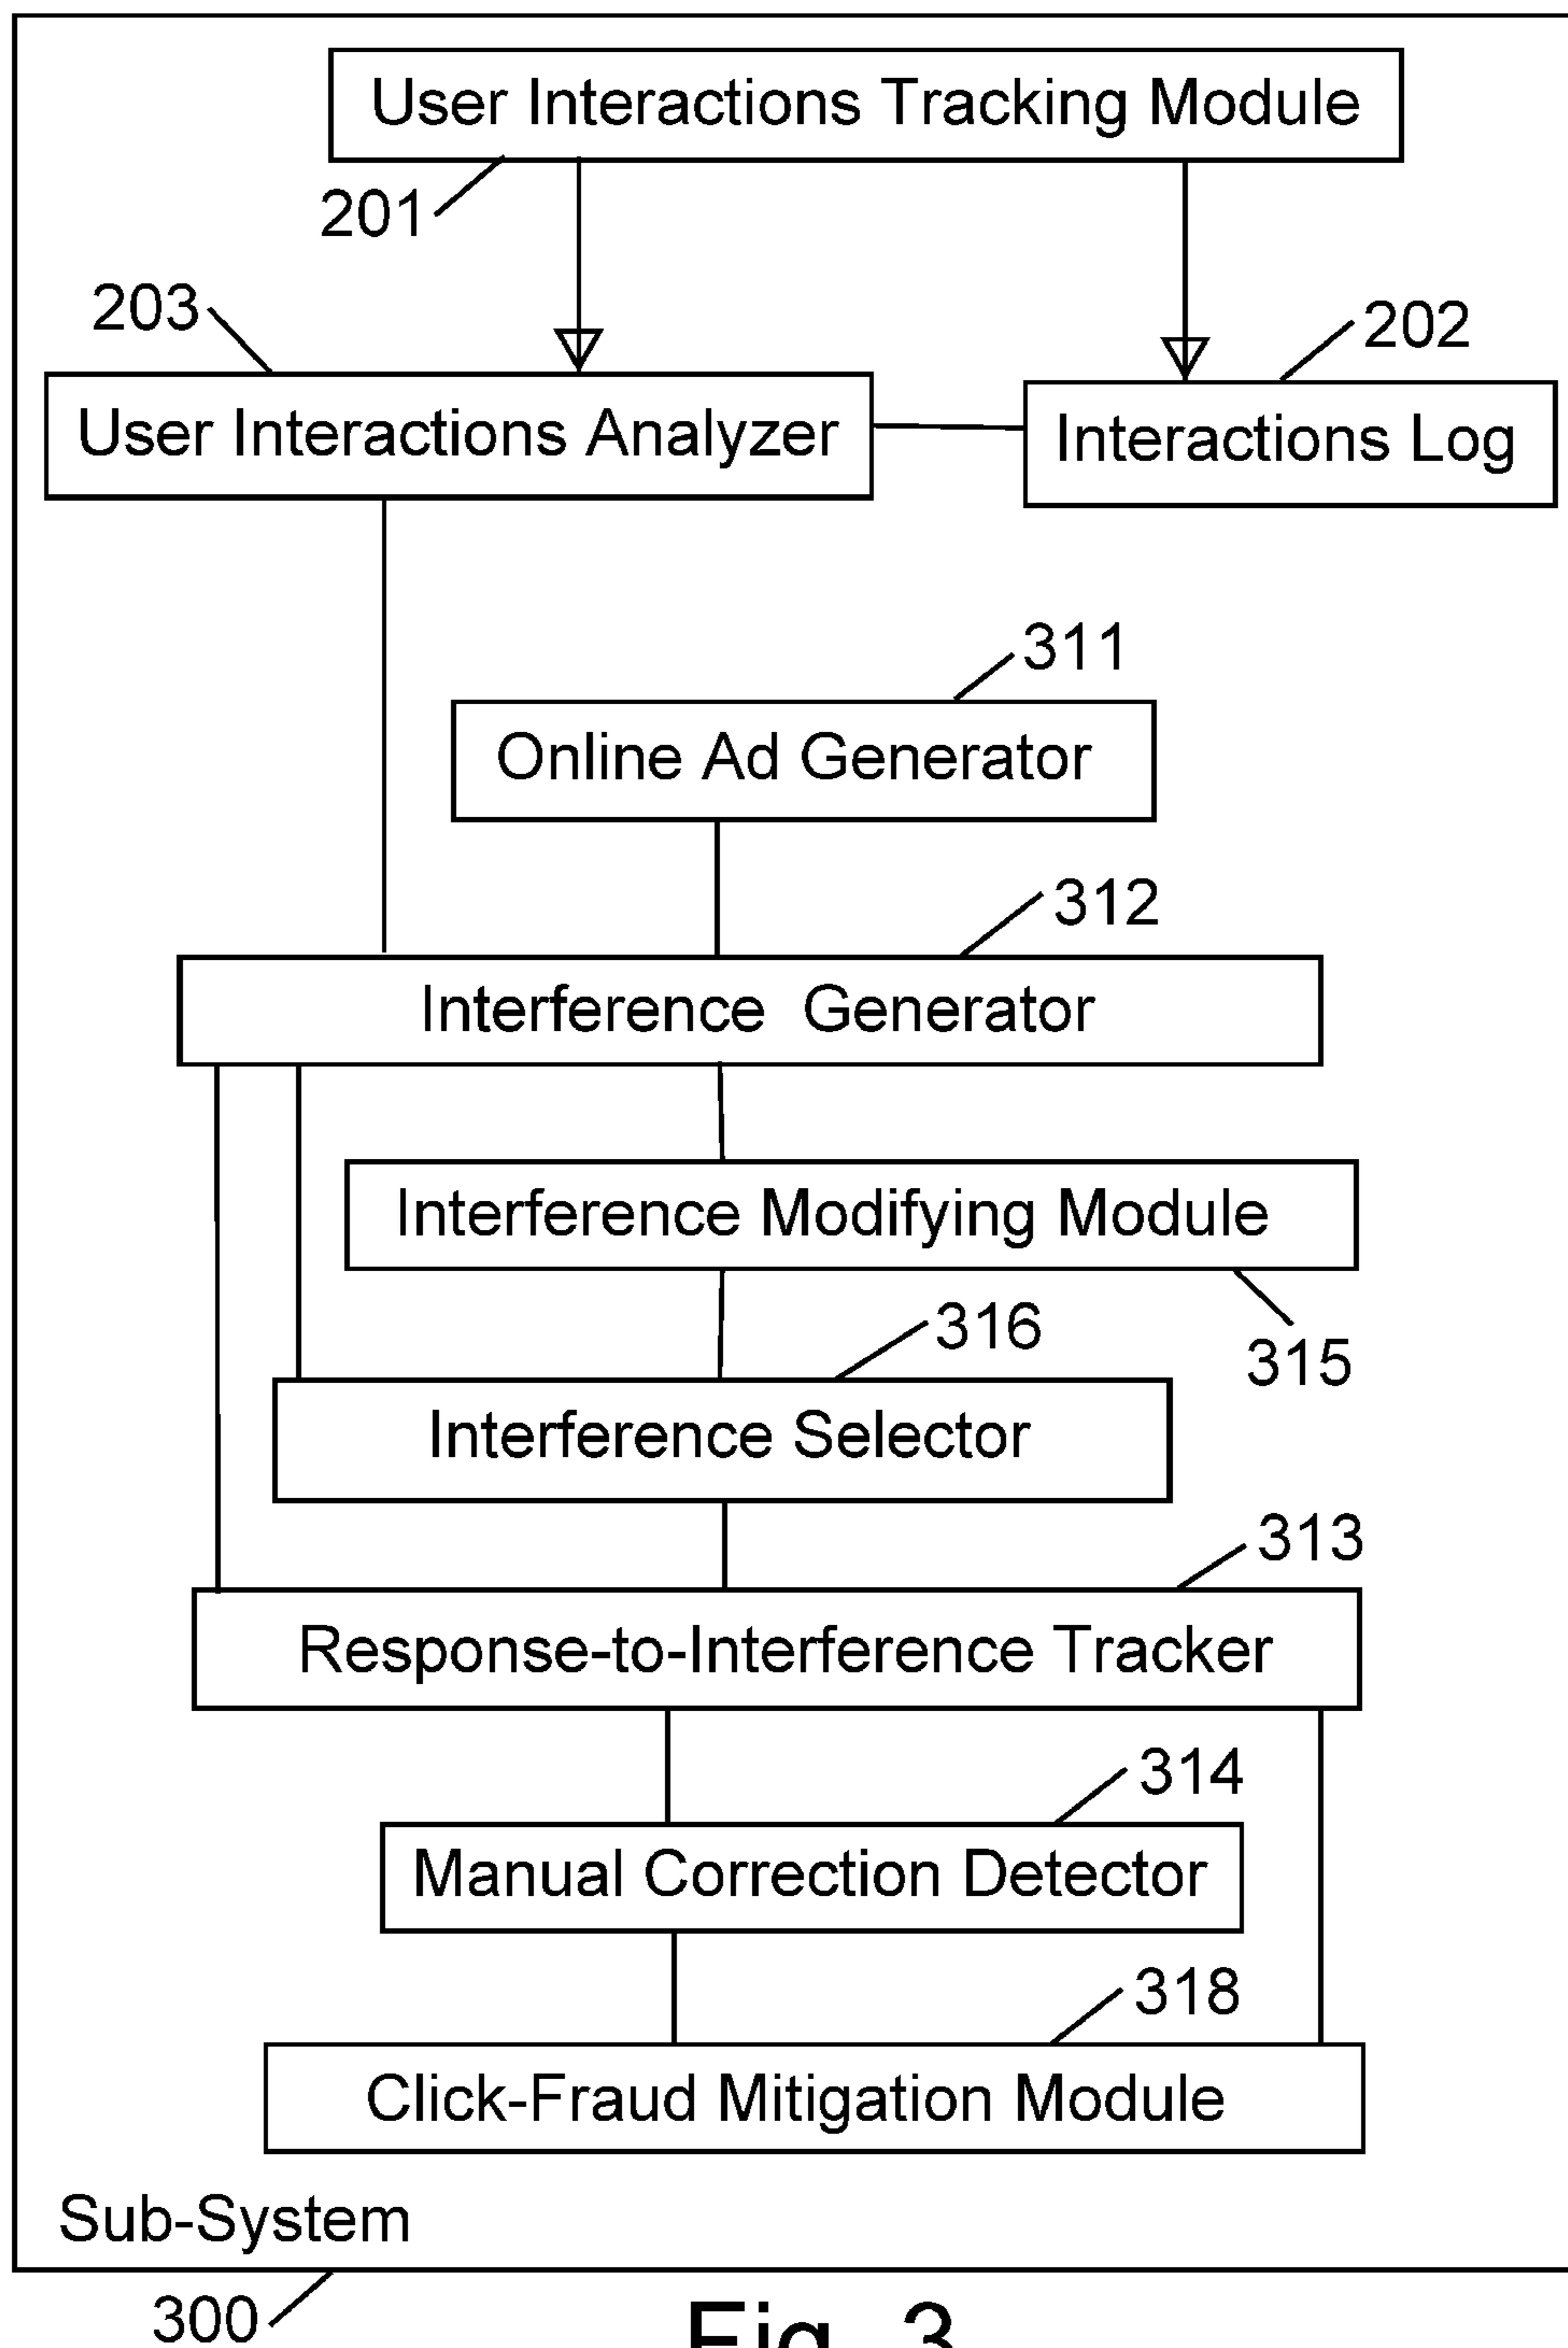 User Interactions Tracking Module
201
203
202
User Interactions Analyzer
Interactions Log
311
Online Ad Generator
312
Interference Generator
Interference Modifying Module
316
315
Interference Selector
313
Response-to-Interference Tracker
314
Manual Correction Detector
318
Click-Fraud Mitigation Module
Sub-System
300
Fig. 3